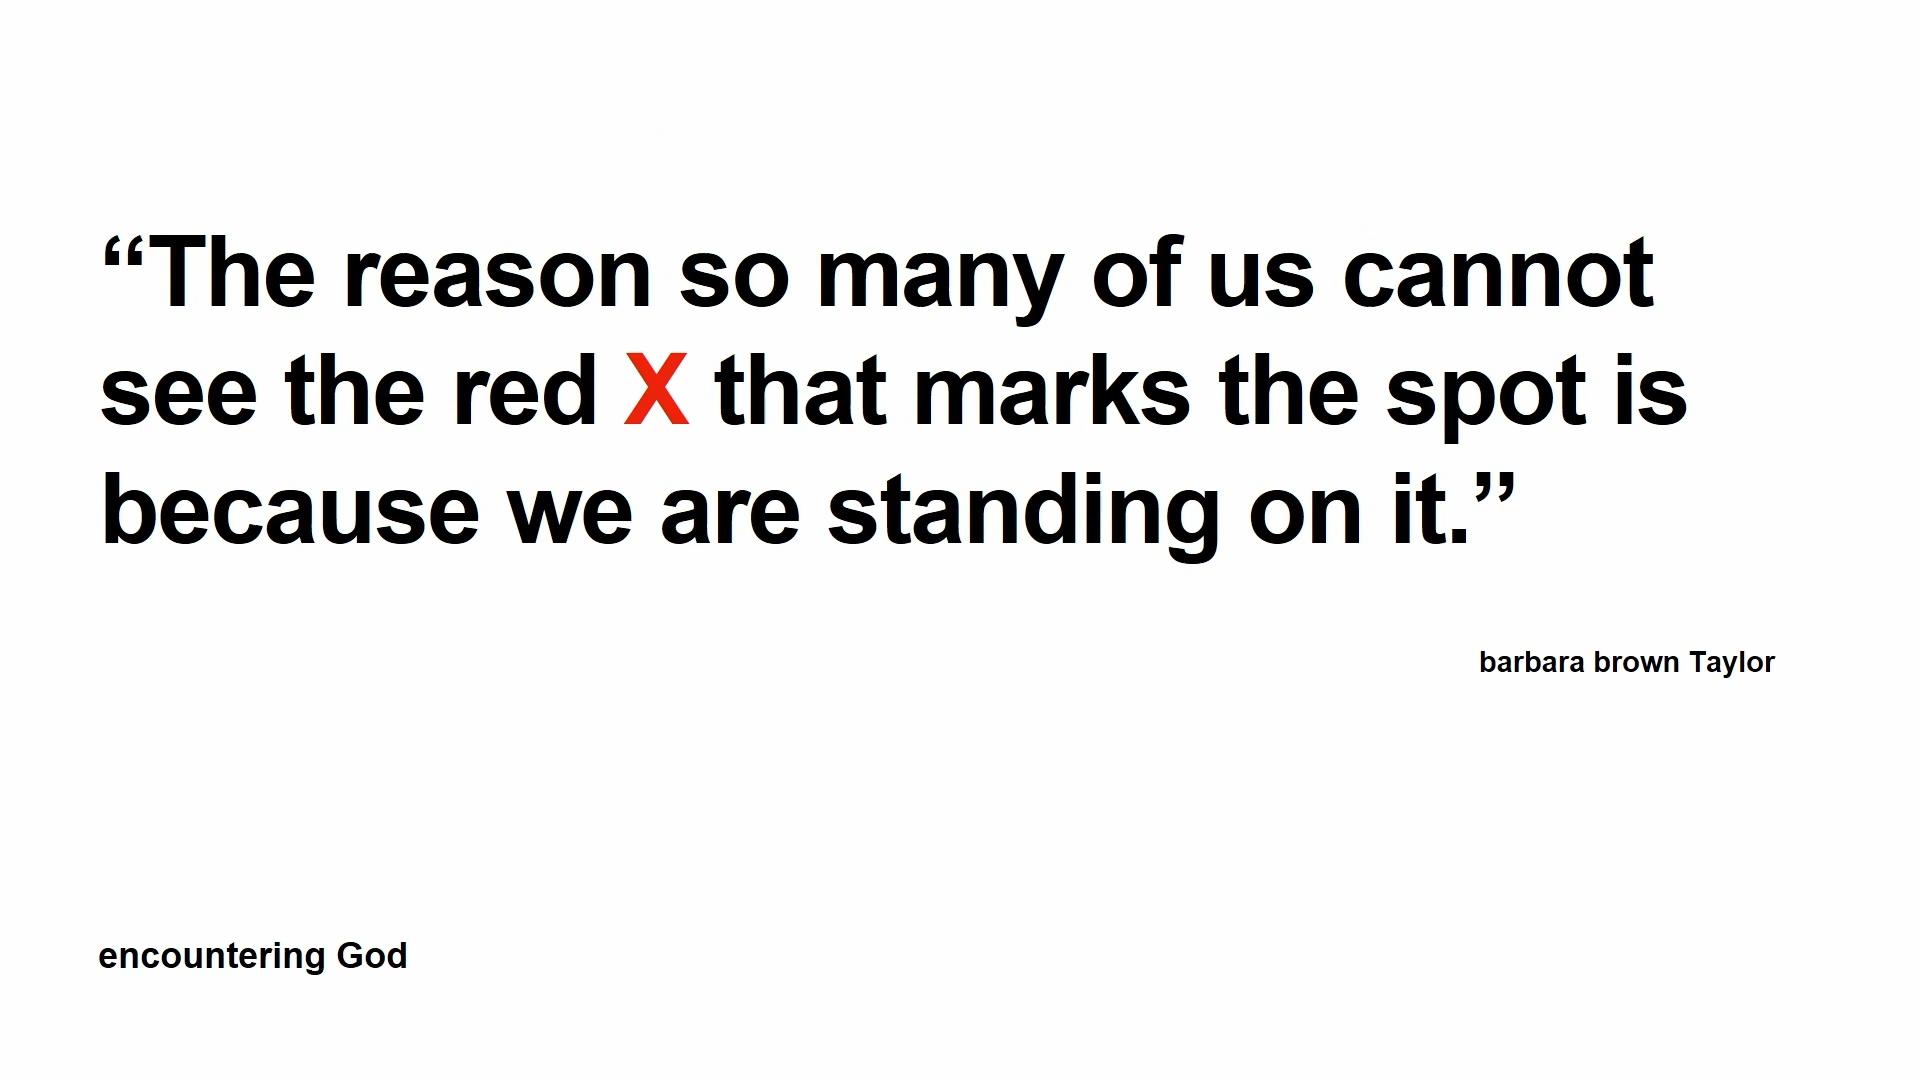 “The reason so many of us cannot
see the red X that marks the spot is
because we are standing on it.”
barbara brown Taylor
encountering God